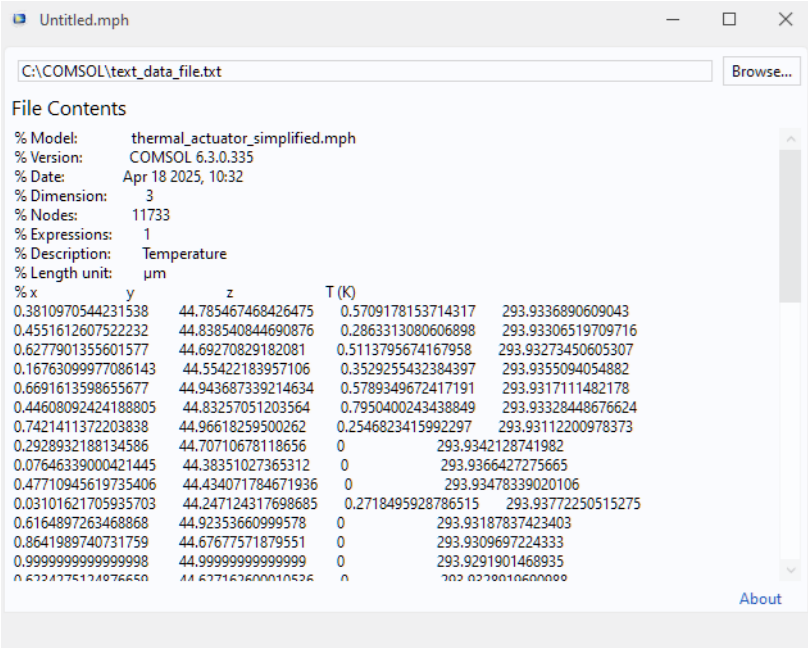 Untitled.mph
C:\COMSOL\text_data_file.txt
Browse...
File Contents
% Model: thermal_actuator_simplified.mph
% Version: COMSOL 6.3.0.335
% Date: Apr 18 2025, 10:32
% Dimension: 3
% Nodes: 11733
% Expressions: 1
% Description: Temperature
% Length unit: µm
% x y z T (K)
0.3810970544231538 44.785467468426475 0.5709178153714317 293.9336890609043
0.4551612607522232 44.838540844690876 0.2863313080606898 293.93306519709716
0.6277901355601577 44.69270829182081 0.5113795674167958 293.93273450605307
0.16763099977086143 44.55422183957106 0.3529255432384397 293.9355094054882
0.6691613598655677 44.943687339214634 0.5789349672417191 293.9317111482178
0.44608092424188805 44.83257051203564 0.7950400243438849 293.93328448676624
0.7421411372203838 44.96618259500262 0.2546823415992297 293.93112200978373
0.2928932188134586 44.70710678118656 0 293.9342128741982
0.07646339000421445 44.38351027365312 0 293.9366427275665
0.47710945619735406 44.434071784671936 0 293.93478339020106
0.03101621705935703 44.247124317698685 0.2718495928786515 293.93772250515275
0.6164897263468868 44.92353660999578 0 293.93187837423403
0.8641989740731759 44.67677571879551 0 293.9309697224333
0.9999999999999998 44.99999999999999 0 293.9291901468935
0.6234275124876659 44.627162600010536 0 293.9328919600988
About